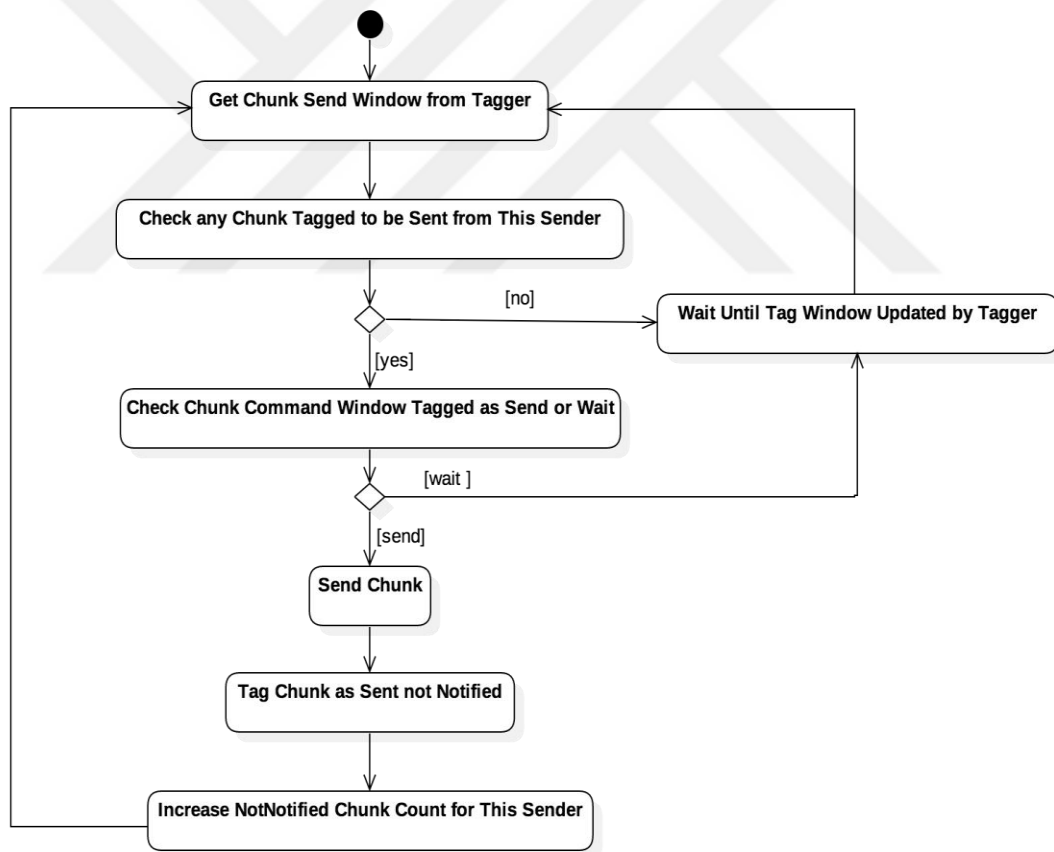 Get Chunk Send Window from Tagger
Check any Chunk Tagged to be Sent from This Sender
[no]
Wait Until Tag Window Updated by Tagger
[yes]
Check Chunk Command Window Tagged as Send or Wait
[wait ]
[send]
Send Chunk
Tag Chunk as Sent not Notified
Increase NotNotified Chunk Count for This Sender